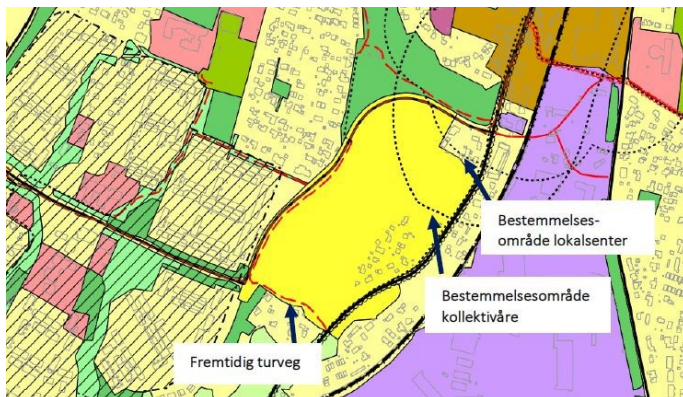 Bestemmelses-
område lokalsenter
Bestemmelsesområde
kollektivåre
Fremtidig turveg